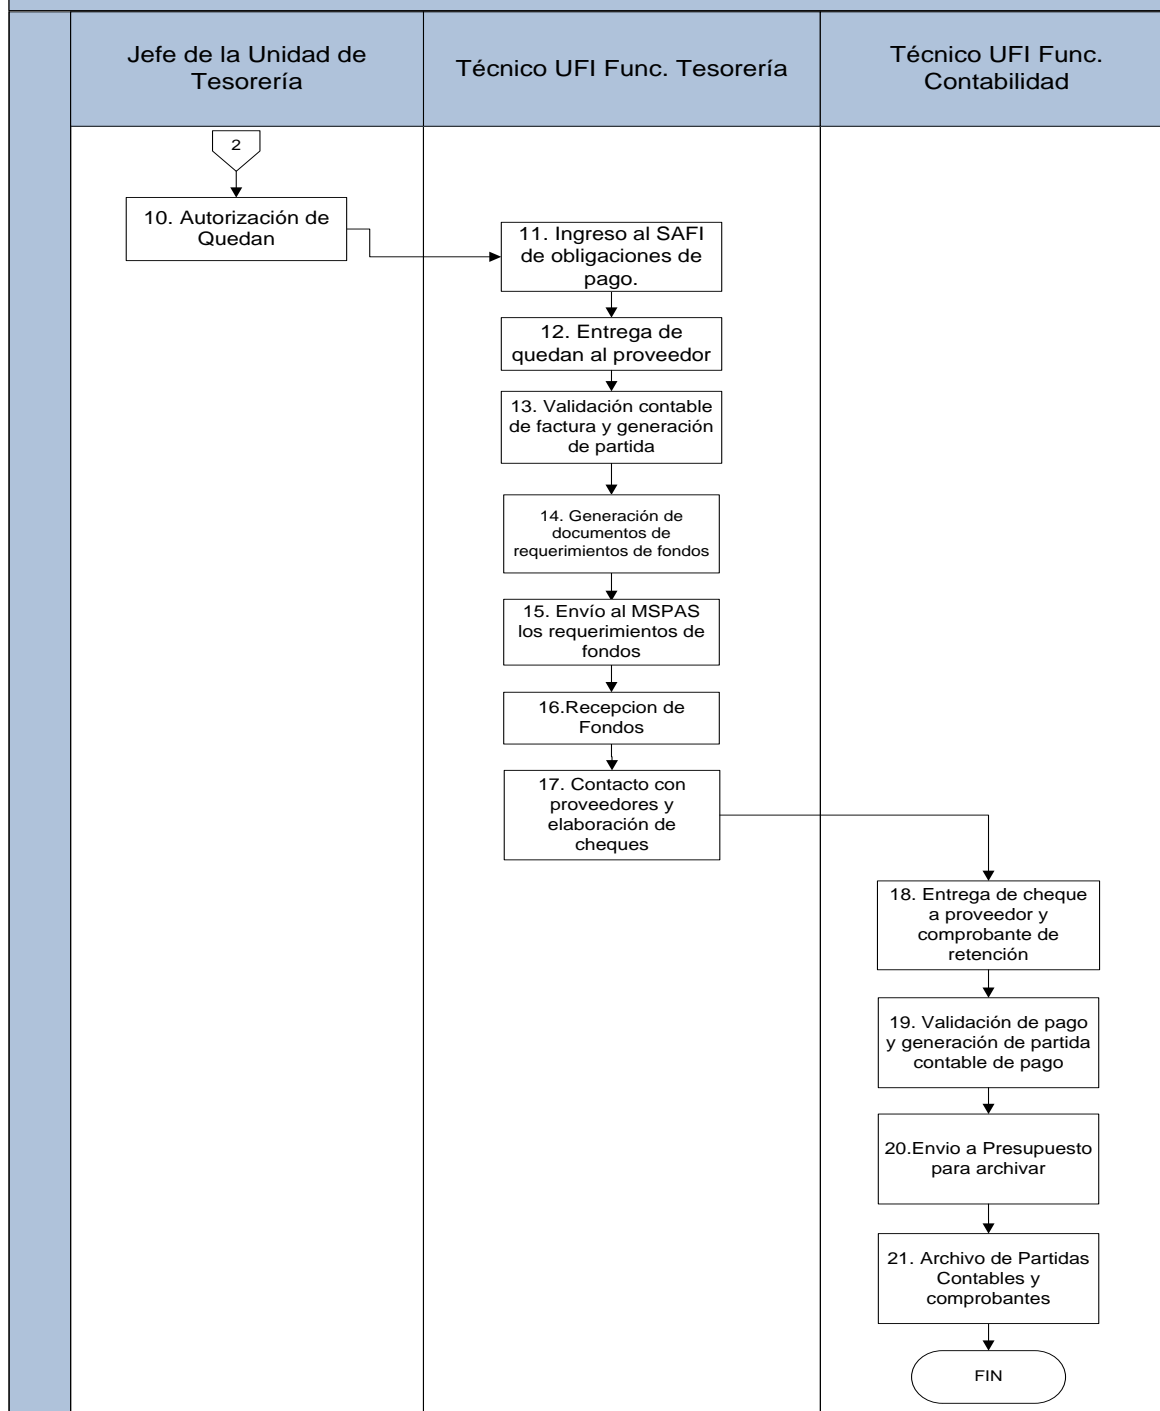 Jefe de la Unidad de
Tesorería
Técnico UFI Func. Tesorería
Técnico UFI Func.
Contabilidad
2
10. Autorización de
Quedan
11. Ingreso al SAFI
de obligaciones de
pago.
12. Entrega de
quedan al proveedor
13. Validación contable
de factura y generación
de partida
14. Generación de
documentos de
requerimientos de fondos
15. Envío al MSPAS
los requerimientos de
fondos
16.Recepcion de
Fondos
17. Contacto con
proveedores y
elaboración de
cheques
18. Entrega de cheque
a proveedor y
comprobante de
retención
19. Validación de pago
y generación de partida
contable de pago
20.Envio a Presupuesto
para archivar
21. Archivo de Partidas
Contables y
comprobantes
FIN